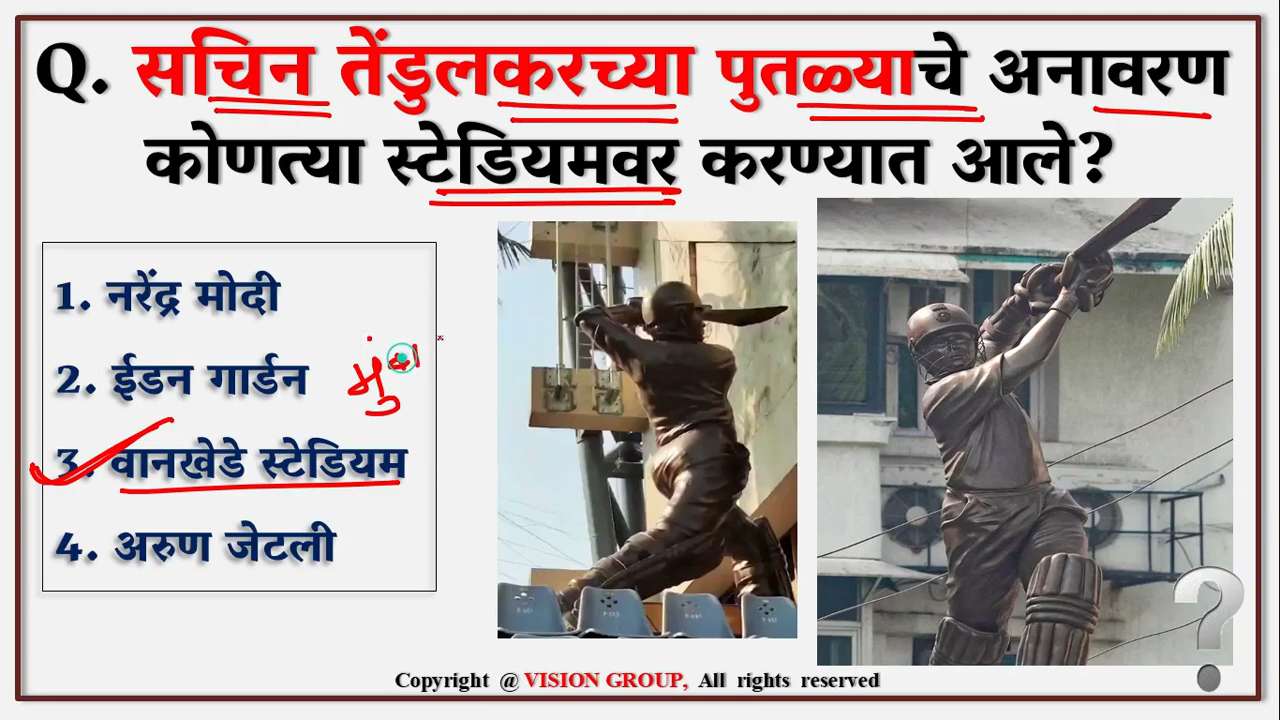 Q. सचिन तेंडुलकरच्या पुतळ्याचे अनावरण
कोणत्या स्टेडियमवर करण्यात आले?
1. नरेंद्र मोदी
2. ईडन गार्डन
3. वानखेडे स्टेडियम
4. अरुण जेटली
Copyright @ VISION GROUP, All rights reserved